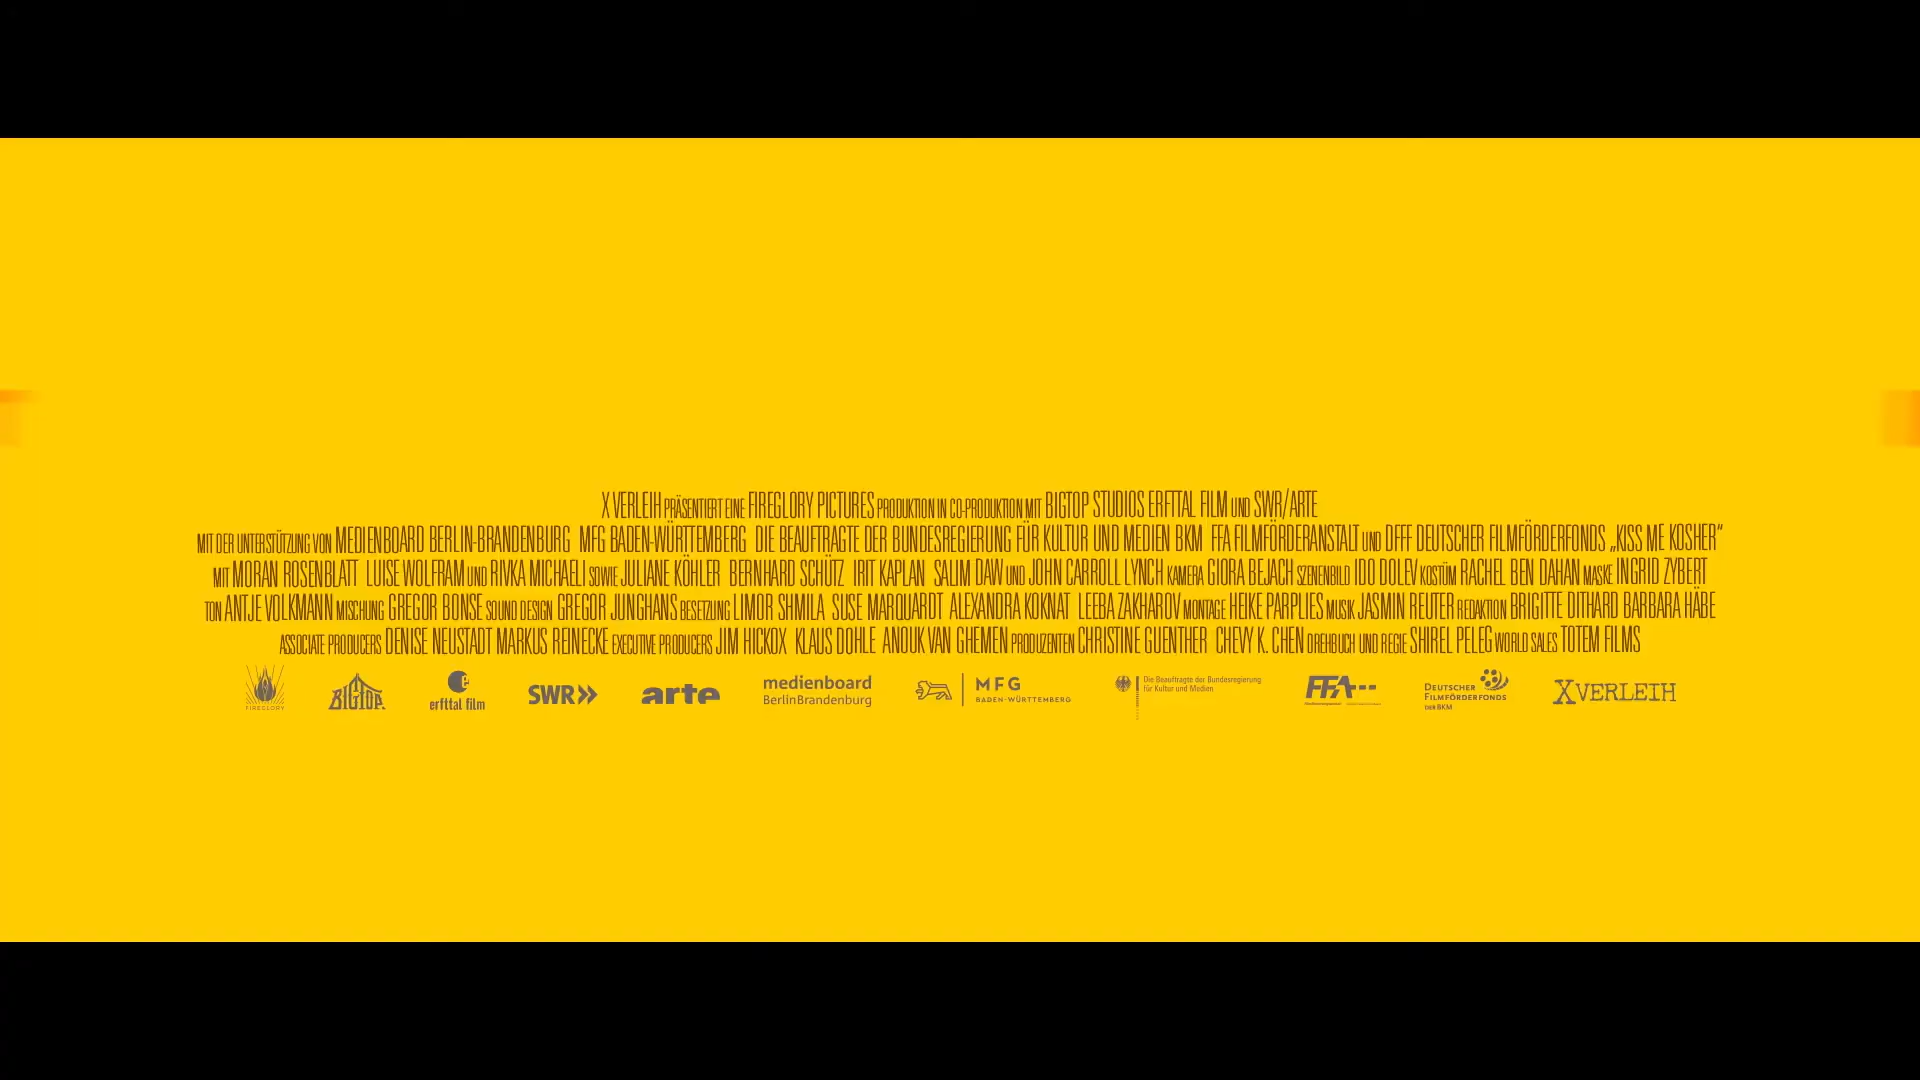 X VERLEIH PRÄSENTIERT EINE FIREGLORY PICTURES PRODUKTION IN CO-PRODUKTION MIT BIGTOP STUDIOS ERFTTAL FILM UND SWR/ARTE
MIT DER UNTERSTÜTZUNG VON MEDIENBOARD BERLIN-BRANDENBURG MFG BADEN-WÜRTTEMBERG DIE BEAUFTRAGTE DER BUNDESREGIERUNG FÜR KULTUR UND MEDIEN BKM FFA FILMFÖRDERANSTALT UND DFFF DEUTSCHER FILMFÖRDERFONDS „KISS ME KOSHER“
MIT MORAN ROSENBLATT LUISE WOLFRAM UND RIVKA MICHAELI SOWIE JULIANE KÖHLER BERNHARD SCHÜTZ IRIT KAPLAN SALIM DAW UND JOHN CARROLL LYNCH KAMERA GIORA BEJACH SZENENBILD IDO DOLEV KOSTÜM RACHEL BEN DAHAN MASKE INGRID ZYBERT
TON ANTJE VOLKMANN MISCHUNG GREGOR BONSE SOUND DESIGN GREGOR JUNGHANS BESETZUNG LIMOR SHMILA SUSE MARQUARDT ALEXANDRA KOKNAT LEEBA ZAKHAROV MONTAGE HEIKE PARPLIES MUSIK JASMIN REUTER REDAKTION BRIGITTE DITHARD BARBARA HÄBE
ASSOCIATE PRODUCERS DENISE NEUSTADT MARKUS REINECKE EXECUTIVE PRODUCERS JIM HICKOX KLAUS DOHLE ANOUK VAN GHEMEN PRODUZENTEN CHRISTINE GUENTHER CHEVY K. CHEN DREHBUCH UND REGIE SHIREL PELEG WORLD SALES TOTEM FILMS
FIREGLORY
BIGTOP
erfttal film
SWR
arte
medienboard
BerlinBrandenburg
MFG
BADEN-WÜRTTEMBERG
Die Beauftragte der Bundesregierung
für Kultur und Medien
FFA
DEUTSCHER
FILMFÖRDERFONDS
DER BKM
X VERLEIH